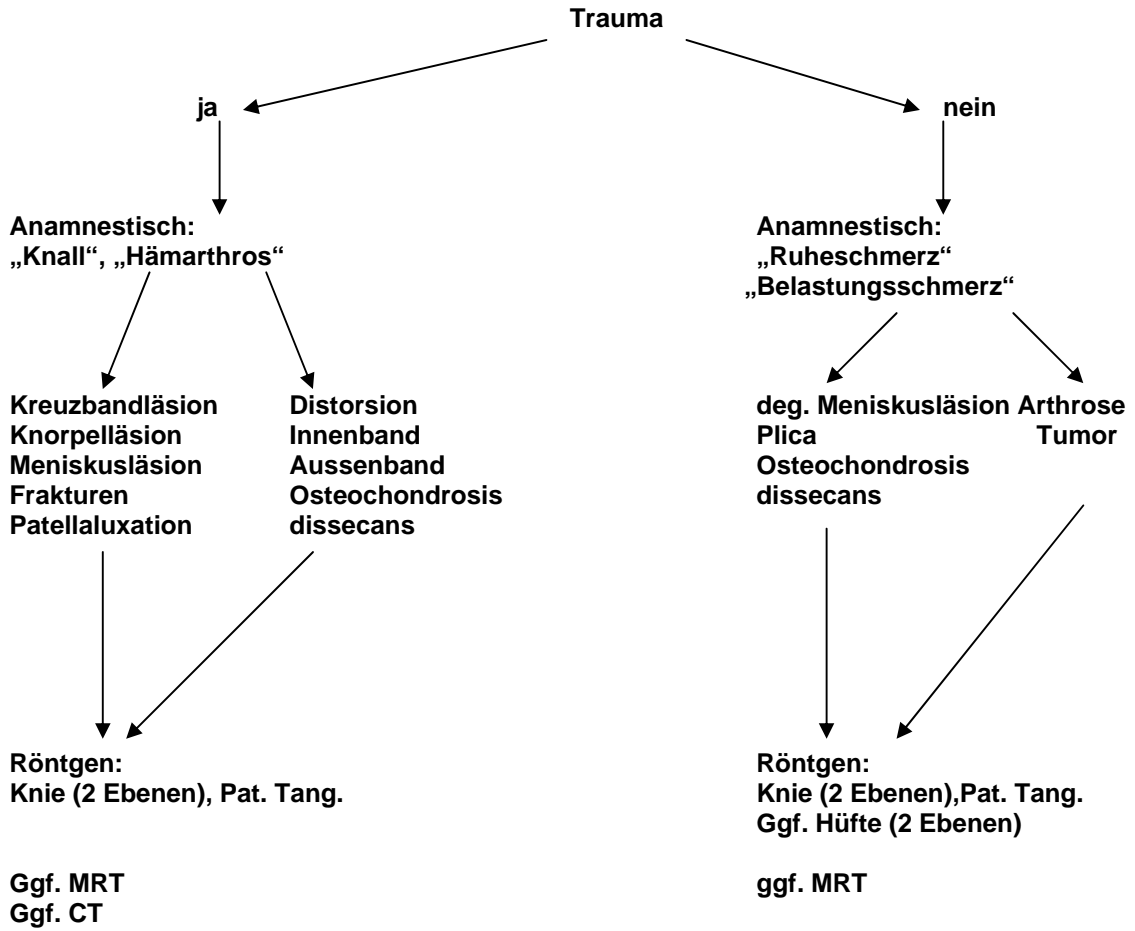 Trauma
ja
nein
Anamnestisch:
„Knall“, „Hämarthros“
Anamnestisch:
„Ruheschmerz“
„Belastungsschmerz“
Kreuzbandläsion
Knorpelläsion
Meniskusläsion
Frakturen
Patellaluxation
Distorsion
Innenband
Aussenband
Osteochondrosis
dissecans
deg. Meniskusläsion
Plica
Osteochondrosis
dissecans
Arthrose
Tumor
Röntgen:
Knie (2 Ebenen), Pat. Tang.
Ggf. MRT
Ggf. CT
Röntgen:
Knie (2 Ebenen),Pat. Tang.
Ggf. Hüfte (2 Ebenen)
ggf. MRT